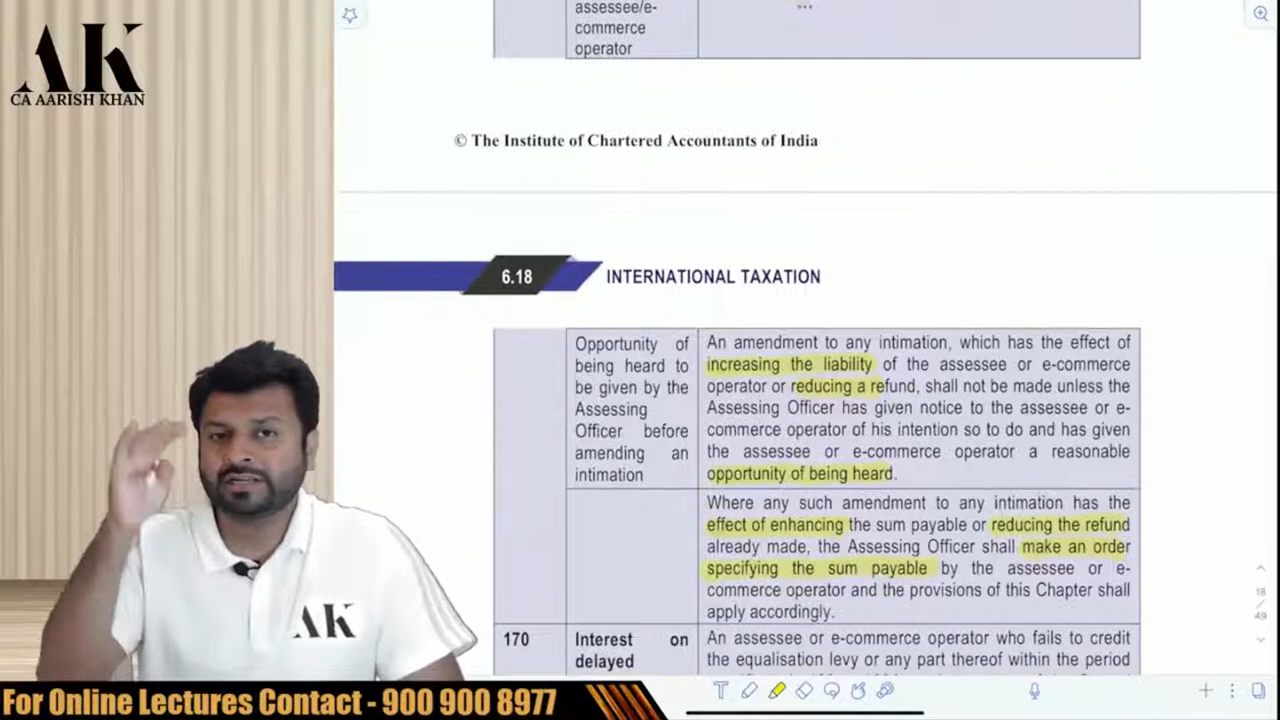 AK
CA AARISH KHAN
assessee/e-
commerce
operator
© The Institute of Chartered Accountants of India
6.18
INTERNATIONAL TAXATION
Opportunity of
being heard to
be given by the
Assessing
Officer before
amending an
intimation
An amendment to any intimation, which has the effect of
increasing the liability of the assessee or e-commerce
operator or reducing a refund, shall not be made unless the
Assessing Officer has given notice to the assessee or e-
commerce operator of his intention so to do and has given
the assessee or e-commerce operator a reasonable
opportunity of being heard.
Where any such amendment to any intimation has the
effect of enhancing the sum payable or reducing the refund
already made, the Assessing Officer shall make an order
specifying the sum payable by the assessee or e-
commerce operator and the provisions of this Chapter shall
apply accordingly.
170
Interest on
delayed
An assessee or e-commerce operator who fails to credit
the equalisation levy or any part thereof within the period
18
/
49
AK
For Online Lectures Contact - 900 900 8977